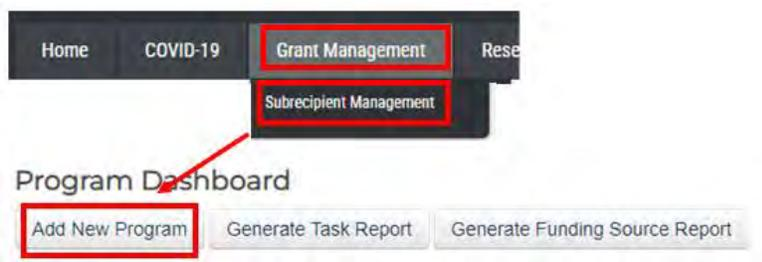 Home COVID-19 Grant Management Rese
Subrecipient Management
Program Dashboard
Add New Program Generate Task Report Generate Funding Source Report